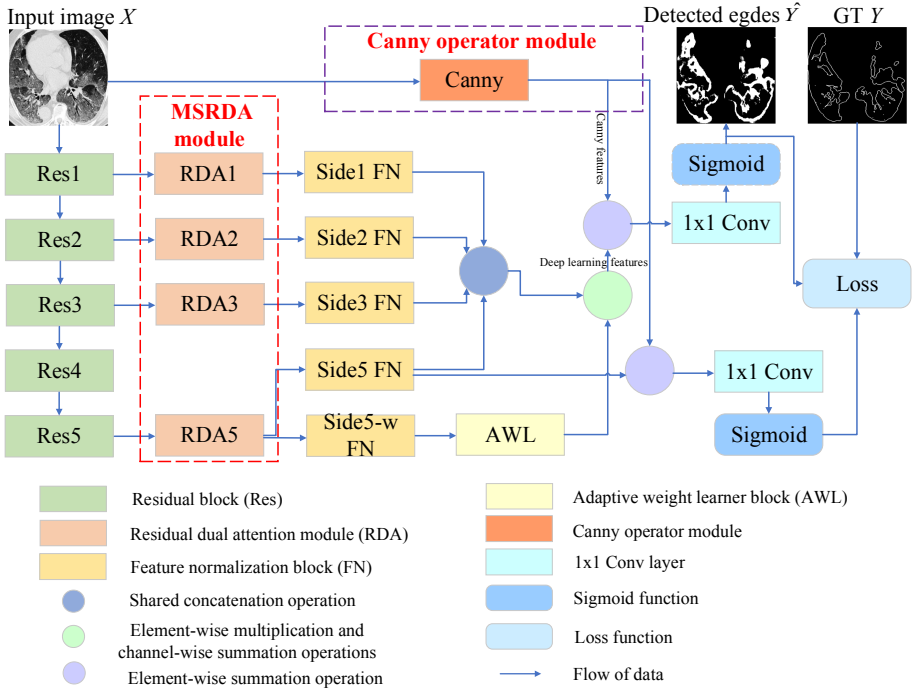 Input image X
Detected egdes Ŷ
GT Y
Canny operator module
Canny
MSRDA
module
Canny features
Res1
RDA1
Side1 FN
Sigmoid
Res2
RDA2
Side2 FN
1x1 Conv
Deep learning features
Res3
RDA3
Side3 FN
Loss
Res4
Side5 FN
1x1 Conv
Res5
RDA5
Side5-w
FN
AWL
Sigmoid
Residual block (Res)
Adaptive weight learner block (AWL)
Residual dual attention module (RDA)
Canny operator module
Feature normalization block (FN)
1x1 Conv layer
Shared concatenation operation
Sigmoid function
Element-wise multiplication and
channel-wise summation operations
Loss function
Element-wise summation operation
Flow of data